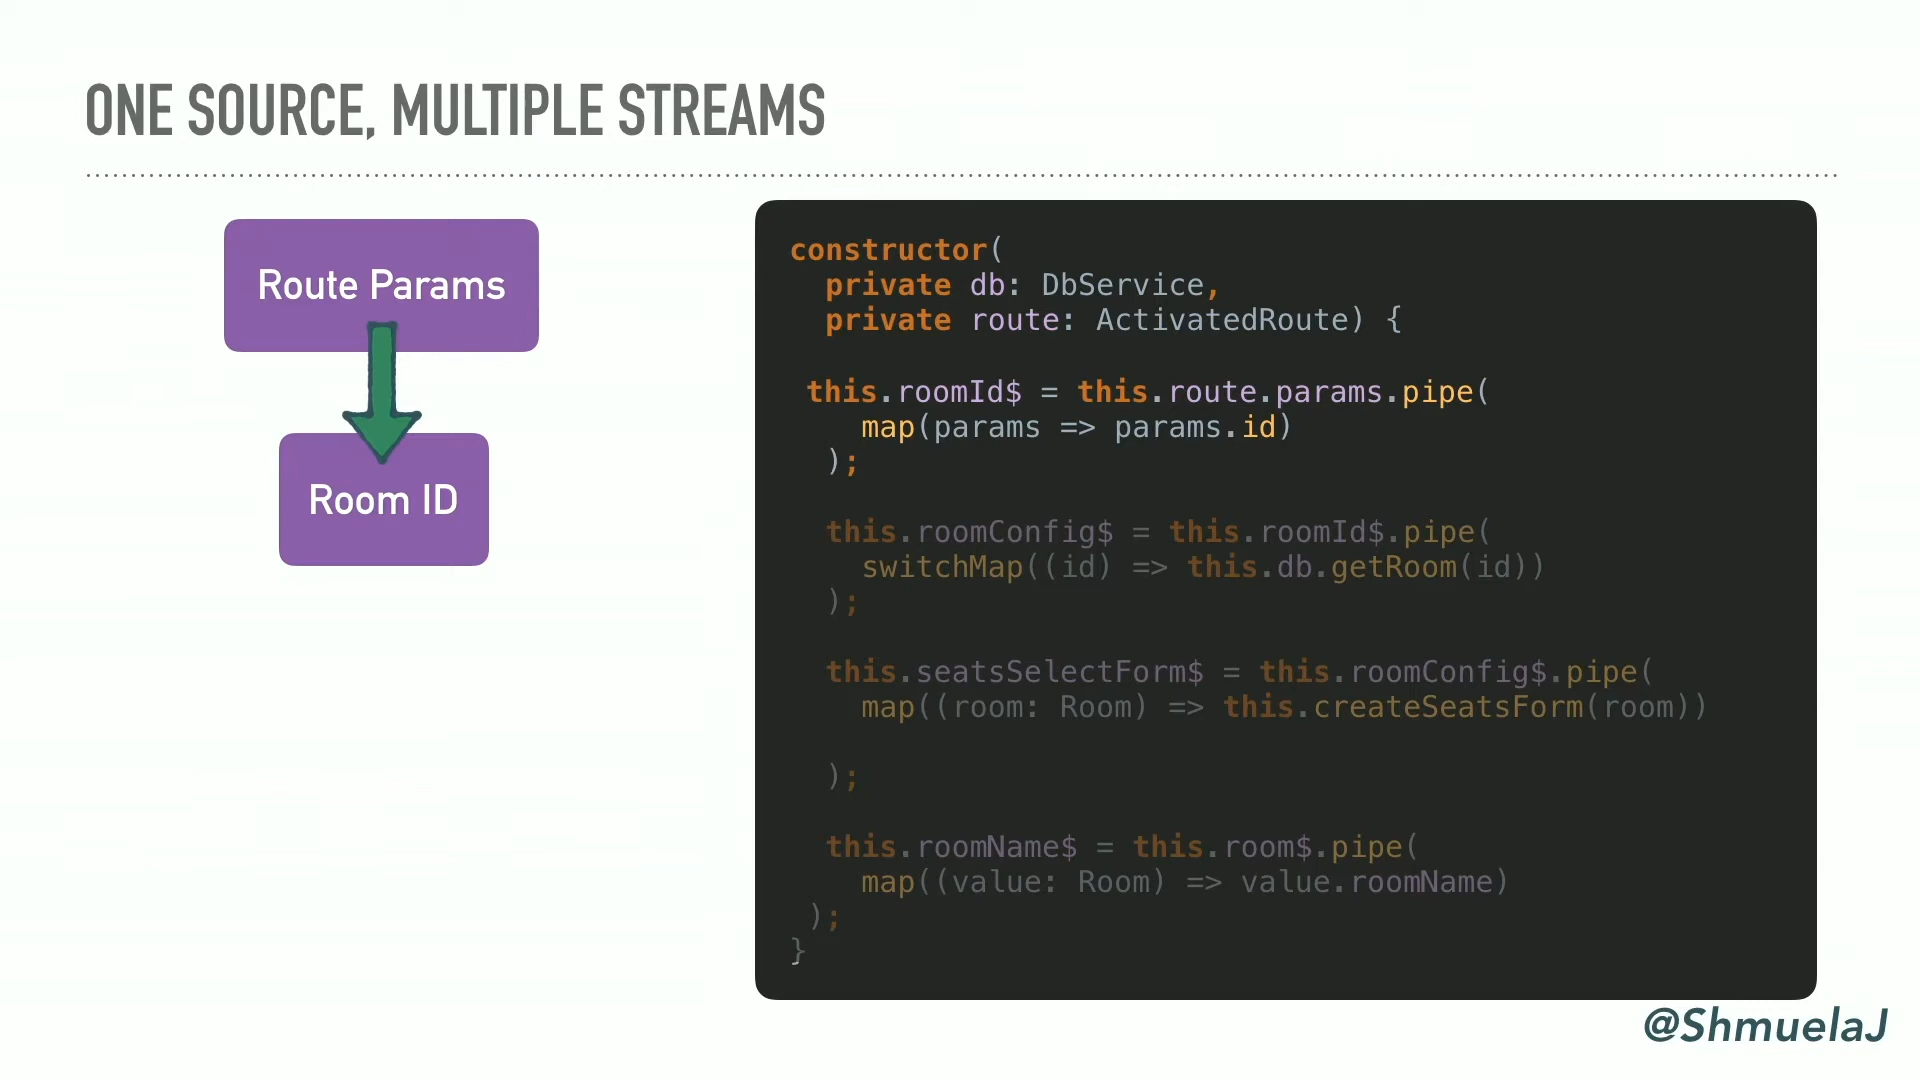 ONE SOURCE, MULTIPLE STREAMS
Route Params
Room ID
constructor(
private db: DbService,
private route: ActivatedRoute) {
this.roomId$ = this.route.params.pipe(
map(params => params.id)
);
this.roomConfig$ = this.roomId$.pipe(
switchMap((id) => this.db.getRoom(id))
);
this.seatsSelectForm$ = this.roomConfig$.pipe(
map((room: Room) => this.createSeatsForm(room))
);
this.roomName$ = this.room$.pipe(
map((value: Room) => value.roomName)
);
}
@ShmuelaJ